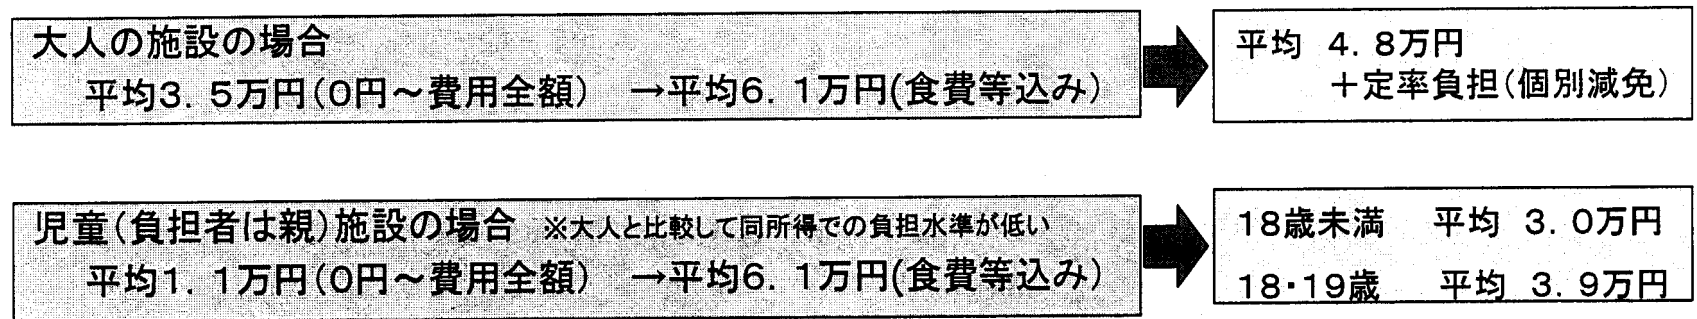 大人の施設の場合
平均3．5万円(0円～費用全額)　→平均6．1万円(食費等込み)
平均　4．8万円
＋定率負担(個別減免)
児童(負担者は親)施設の場合　※大人と比較して同所得での負担水準が低い
平均1．1万円(0円～費用全額)　→平均6．1万円(食費等込み)
18歳未満　平均　3．0万円
18・19歳　平均　3．9万円